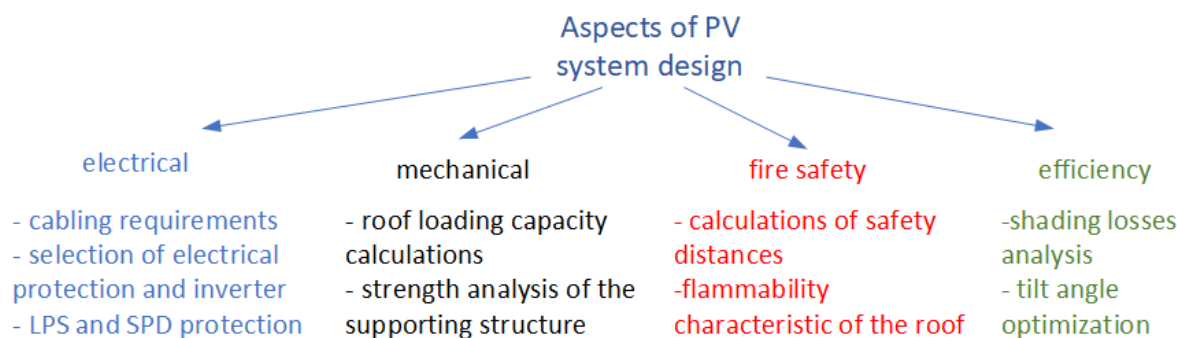 Aspects of PV
system design
electrical
- cabling requirements
- selection of electrical
protection and inverter
- LPS and SPD protection
mechanical
- roof loading capacity
calculations
- strength analysis of the
supporting structure
fire safety
- calculations of safety
distances
-flammability
characteristic of the roof
efficiency
-shading losses
analysis
- tilt angle
optimization